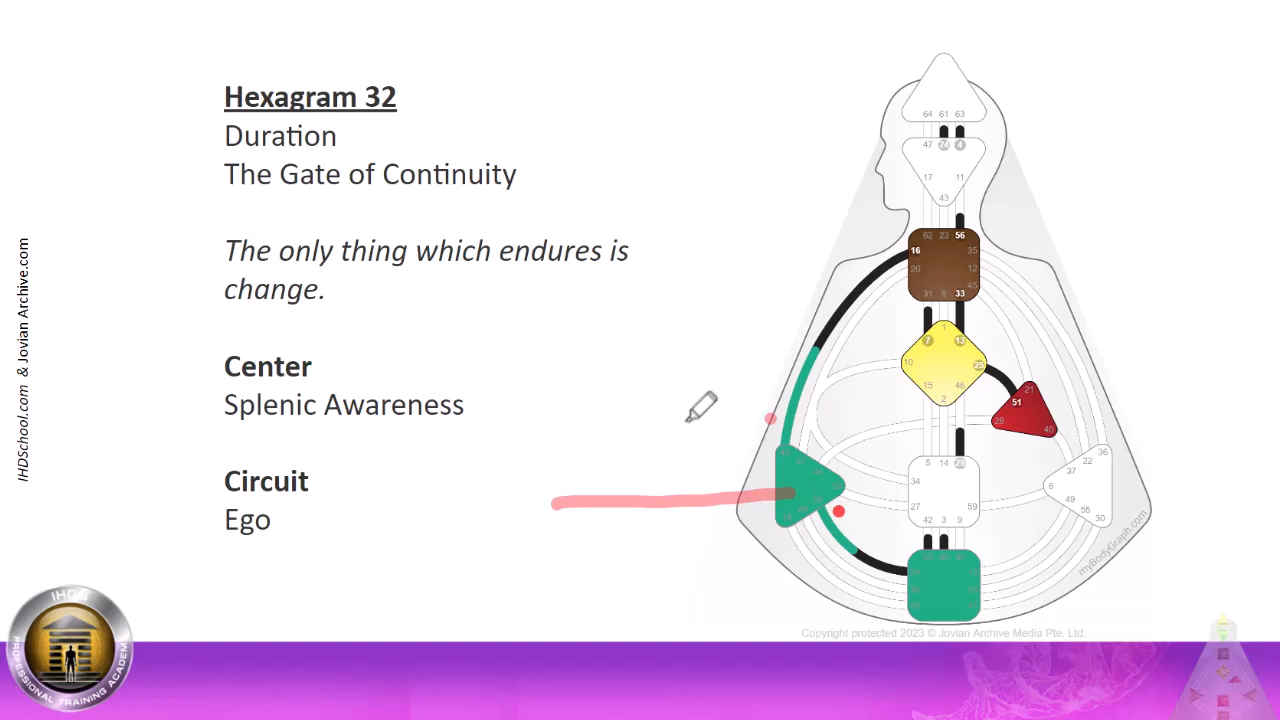 Hexagram 32
Duration
The Gate of Continuity
The only thing which endures is
change.
Center
Splenic Awareness
Circuit
Ego
IHDSchool.com & Jovian Archive.com
64 61 63
47 24 4
17 11
43
62 23 56
16 35
20 12
45
31 8 33
1
7 13
10 25
15 46
2
21
51
26 40
5 14 29
34
27 59
42 3 9
36
22
37
6
49
55
30
myBodyGraph.com
Copyright protected 2023 © Jovian Archive Media Pte. Ltd.
IHDS
PROFESSIONAL TRAINING ACADEMY